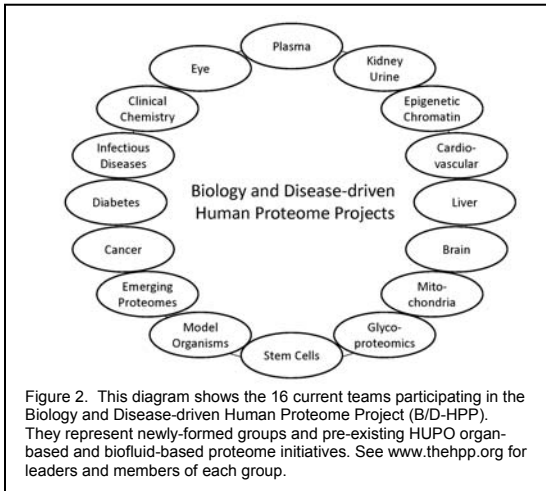 Plasma
Kidney
Urine
Epigenetic
Chromatin
Cardio-
vascular
Liver
Brain
Mito-
chondria
Glyco-
proteomics
Stem Cells
Model
Organisms
Emerging
Proteomes
Cancer
Diabetes
Infectious
Diseases
Clinical
Chemistry
Eye
Biology and Disease-driven
Human Proteome Projects
Figure 2. This diagram shows the 16 current teams participating in the
Biology and Disease-driven Human Proteome Project (B/D-HPP).
They represent newly-formed groups and pre-existing HUPO organ-
based and biofluid-based proteome initiatives. See www.thehpp.org for
leaders and members of each group.